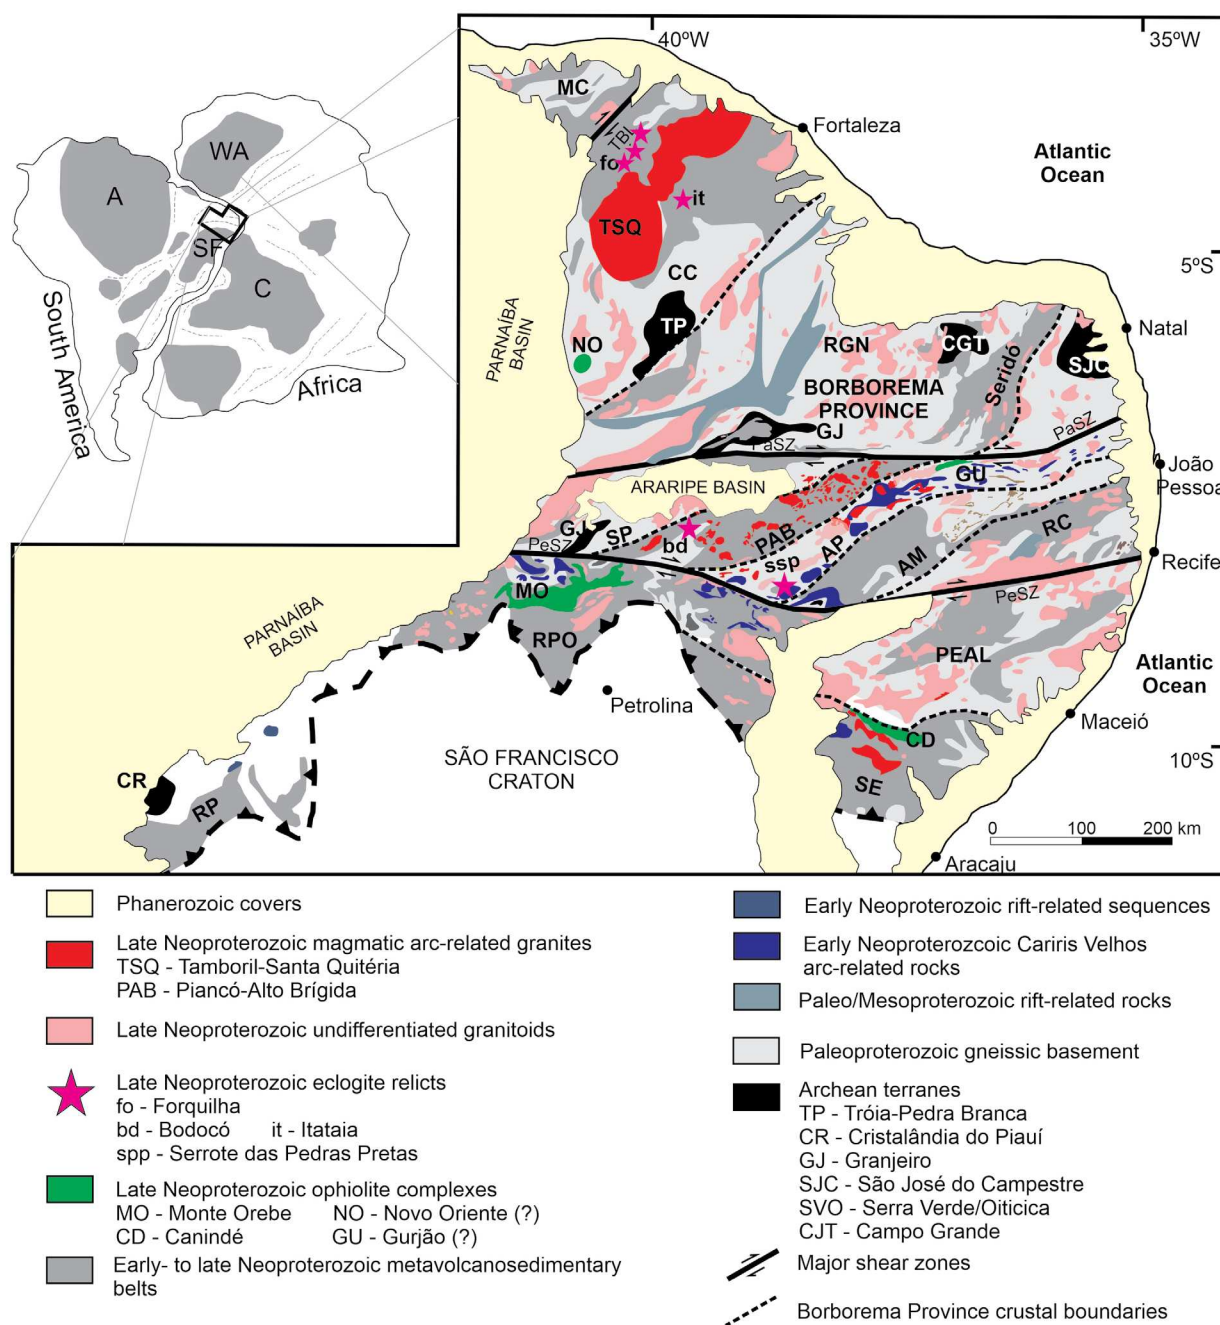 40ºW
35ºW
MC
TBL
Fortaleza
fo
it
Atlantic
Ocean
WA
A
SF
C
South America
Africa
TSQ
5ºS
CC
PARNAÍBA
BASIN
TP
NO
RGN
CGT
Natal
SJC
Seridó
BORBOREMA
PROVINCE
GJ
PaSZ
PaSZ
João
Pessoa
GU
ARARIPE BASIN
GJ
SP
bd
PAB
AP
ssp
AM
RC
Recife
PeSZ
PeSZ
MO
PARNAÍBA
BASIN
RPO
PEAL
Atlantic
Ocean
Petrolina
Maceió
CD
SÃO FRANCISCO
CRATON
10ºS
CR
RP
SE
0 100 200 km
Aracaju
Phanerozoic covers
Late Neoproterozoic magmatic arc-related granites
TSQ - Tamboril-Santa Quitéria
PAB - Piancó-Alto Brígida
Late Neoproterozoic undifferentiated granitoids
Late Neoproterozoic eclogite relicts
fo - Forquilha
bd - Bodocó it - Itataia
spp - Serrote das Pedras Pretas
Late Neoproterozoic ophiolite complexes
MO - Monte Orebe NO - Novo Oriente (?)
CD - Canindé GU - Gurjão (?)
Early- to late Neoproterozoic metavolcanosedimentary
belts
Early Neoproterozoic rift-related sequences
Early Neoproterozcoic Cariris Velhos
arc-related rocks
Paleo/Mesoproterozoic rift-related rocks
Paleoproterozoic gneissic basement
Archean terranes
TP - Tróia-Pedra Branca
CR - Cristalândia do Piauí
GJ - Granjeiro
SJC - São José do Campestre
SVO - Serra Verde/Oiticica
CJT - Campo Grande
Major shear zones
Borborema Province crustal boundaries